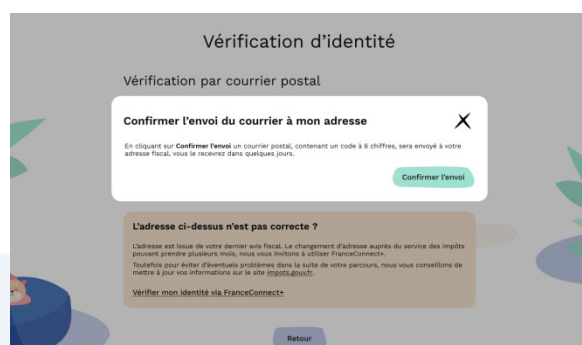 Vérification d'identité
Vérification par courrier postal
Confirmer l'envoi du courrier à mon adresse
En cliquant sur Confirmer l'envoi un courrier postal, contenant un code à 6 chiffres, sera envoyé à votre
adresse fiscal, vous le recevrez dans quelques jours.
Confirmer l'envoi
L'adresse ci-dessus n'est pas correcte ?
L'adresse est issue de votre dernier avis fiscal. Le changement d'adresse auprès du service des impôts
pouvant prendre plusieurs mois, nous vous invitons à utiliser FranceConnect+.
Toutefois pour éviter d'éventuels problèmes dans la suite de votre parcours, nous vous conseillons de
mettre à jour vos informations sur le site impots.gouv.fr.
Vérifier mon identité via FranceConnect+
Retour